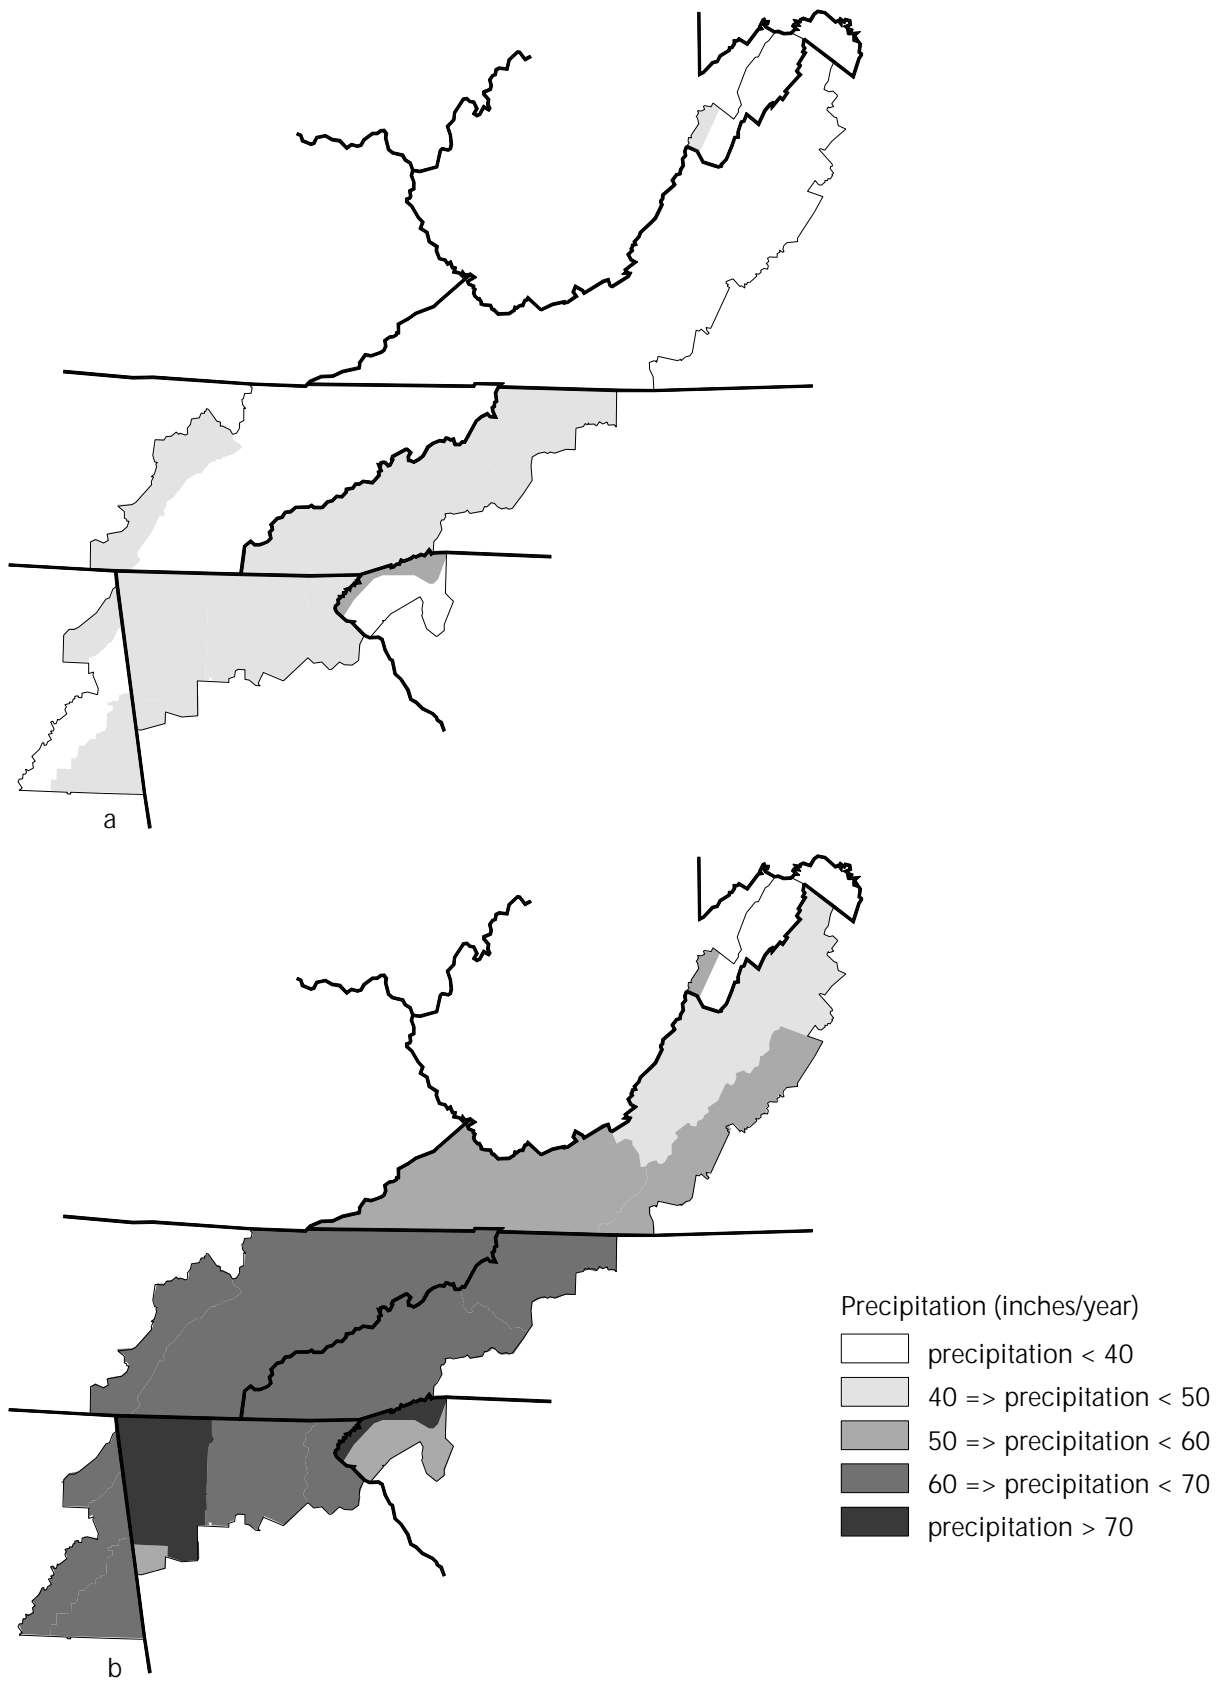 a
Precipitation (inches/year)
precipitation < 40
40 => precipitation < 50
50 => precipitation < 60
60 => precipitation < 70
precipitation > 70
b